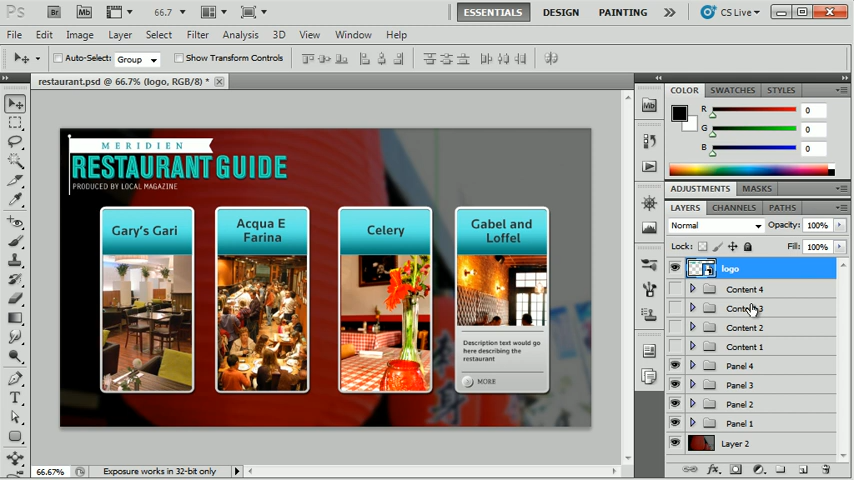 Ps Br Mb 66.7 ESSENTIALS DESIGN PAINTING CS Live
File Edit Image Layer Select Filter Analysis 3D View Window Help
Auto-Select: Group Show Transform Controls
restaurant.psd @ 66.7% (logo, RGB/8) *
MERIDIEN
RESTAURANT GUIDE
PRODUCED BY LOCAL MAGAZINE
Gary's Gari
Acqua E
Farina
Celery
Gabel and
Loffel
Description text would
go here describing the
restaurant
MORE
66.67% Exposure works in 32-bit only
Mb
COLOR SWATCHES STYLES
R 0
G 0
B 0
ADJUSTMENTS MASKS
LAYERS CHANNELS PATHS
Normal Opacity: 100%
Lock: Fill: 100%
logo
Content 4
Content 3
Content 2
Content 1
Panel 4
Panel 3
Panel 2
Panel 1
Layer 2